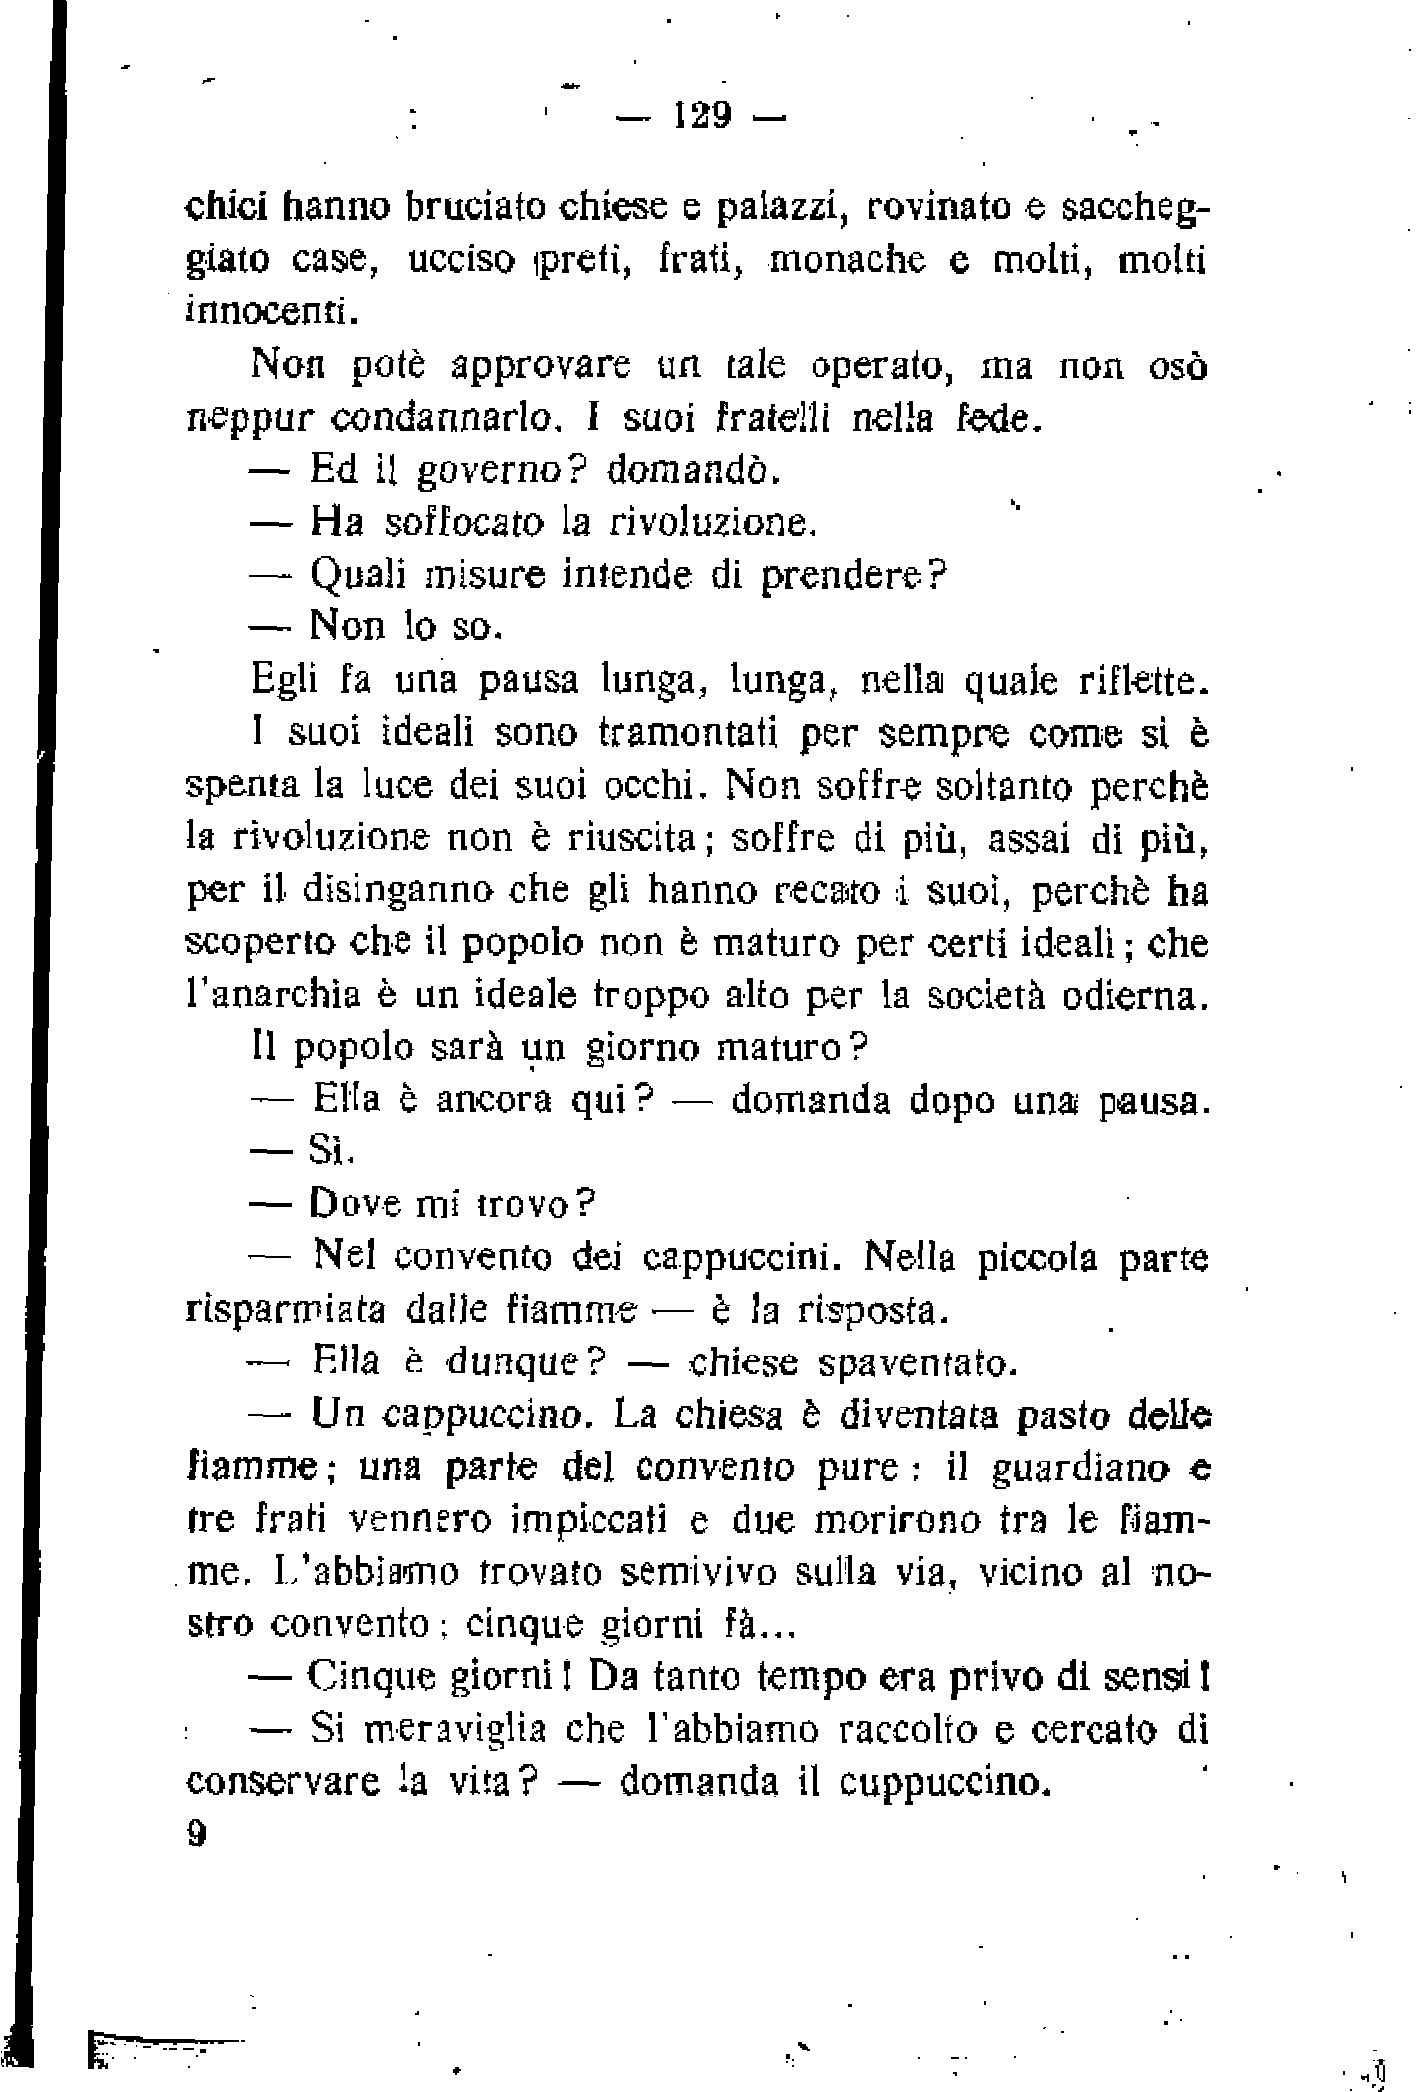 — 129 —
chici hanno bruciato chiese e palazzi, rovinato e saccheg-
giato case, ucciso preti, frati, monache e molti, molti
innocenti.
Non potè approvare un tale operato, ma non osò
neppur condannarlo. I suoi fratelli nella fede.
— Ed il governo? domandò.
— Ha soffocato la rivoluzione.
— Quali misure intende di prendere?
— Non lo so.
Egli fa una pausa lunga, lunga, nella quale riflette.
I suoi ideali sono tramontati per sempre come si è
spenta la luce dei suoi occhi. Non soffre soltanto perchè
la rivoluzione non è riuscita; soffre di più, assai di più,
per il disinganno che gli hanno recato i suoi, perchè ha
scoperto che il popolo non è maturo per certi ideali; che
l'anarchia è un ideale troppo alto per la società odierna.
Il popolo sarà un giorno maturo?
— Ella è ancora qui? — domanda dopo una pausa.
— Sì.
— Dove mi trovo?
— Nel convento dei cappuccini. Nella piccola parte
risparmiata dalle fiamme — è la risposta.
— Ella è dunque? — chiese spaventato.
— Un cappuccino. La chiesa è diventata pasto delle
fiamme; una parte del convento pure: il guardiano e
tre frati vennero impiccati e due morirono tra le fiam-
me. L'abbiamo trovato semivivo sulla via, vicino al no-
stro convento; cinque giorni fà...
— Cinque giorni! Da tanto tempo era privo di sensi!
— Si meraviglia che l'abbiamo raccolto e cercato di
conservare la vita? — domanda il cuppuccino.
9